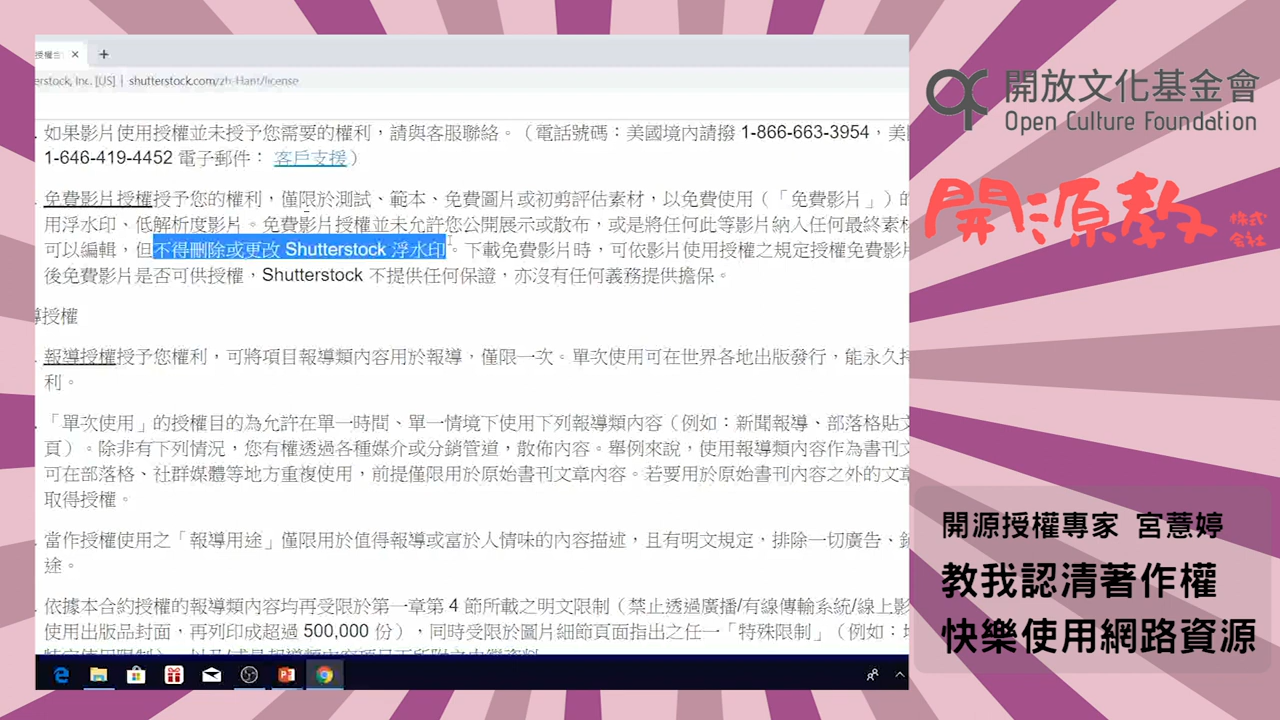 授權合
erstock, Inc. [US] | shutterstock.com/zh-Hant/license
如果影片使用授權並未授予您需要的權利，請與客服聯絡。（電話號碼：美國境內請撥 1-866-663-3954，美
1-646-419-4452 電子郵件： 客戶支援）
免費影片授權授予您的權利，僅限於測試、範本、免費圖片或初剪評估素材，以免費使用（「免費影片」）的
用浮水印、低解析度影片。免費影片授權並未允許您公開展示或散布，或是將任何此等影片納入任何最終素材
可以編輯，但不得刪除或更改 Shutterstock 浮水印。下載免費影片時，可依影片使用授權之規定授權免費影片
後免費影片是否可供授權，Shutterstock 不提供任何保證，亦沒有任何義務提供擔保。
導授權
報導授權授予您權利，可將項目報導類內容用於報導，僅限一次。單次使用可在世界各地出版發行，能永久持
利。
「單次使用」的授權目的為允許在單一時間、單一情境下使用下列報導類內容（例如：新聞報導、部落格貼文
頁）。除非有下列情況，您有權透過各種媒介或分銷管道，散佈內容。舉例來說，使用報導類內容作為書刊文
可在部落格、社群媒體等地方重複使用，前提僅限用於原始書刊文章內容。若要用於原始書刊內容之外的文章
取得授權。
當作授權使用之「報導用途」僅限用於值得報導或富於人情味的內容描述，且有明文規定，排除一切廣告、
途。
依據本合約授權的報導類內容均再受限於第一章第 4 節所載之明文限制（禁止透過廣播/有線傳輸系統/線上影
使用出版品封面，再列印成超過 500,000 份），同時受限於圖片細節頁面指出之任一「特殊限制」（例如：
開放文化基金會
Open Culture Foundation
開源教
株式
会社
開源授權專家 宮薏婷
教我認清著作權
快樂使用網路資源